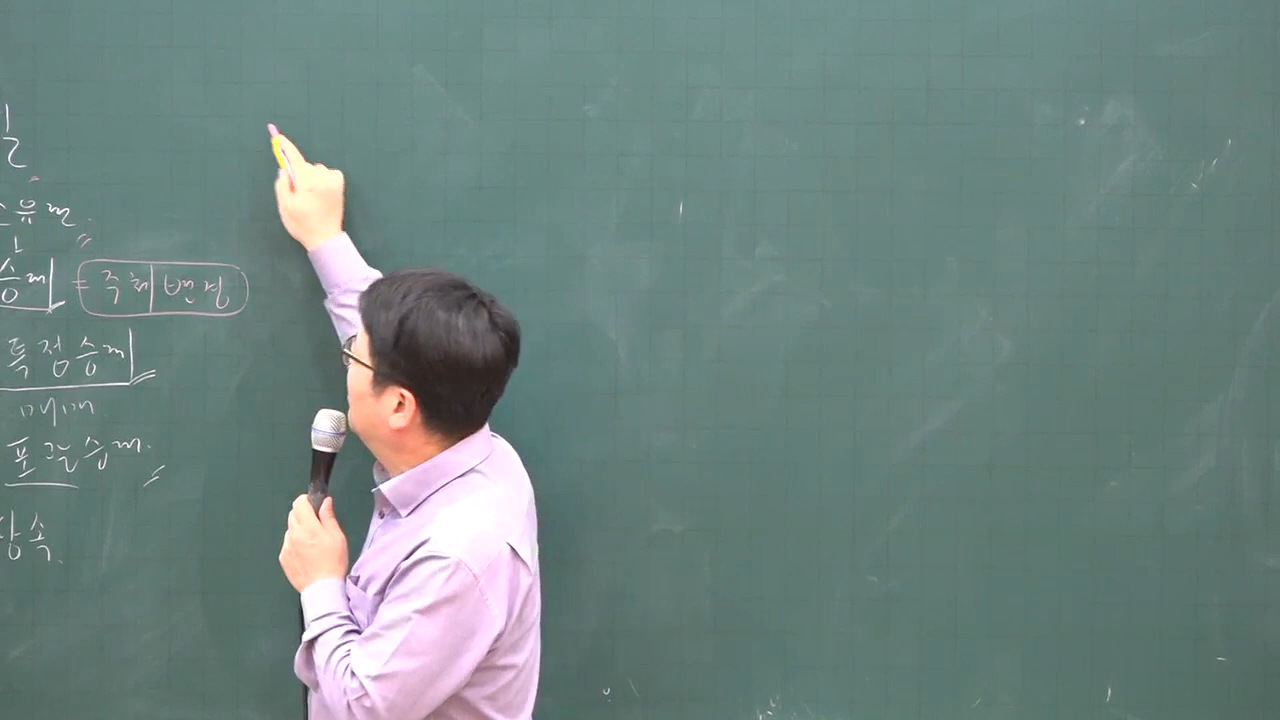 소유권
승계 = 주체변경
특정승계
매매
포괄승계
상속